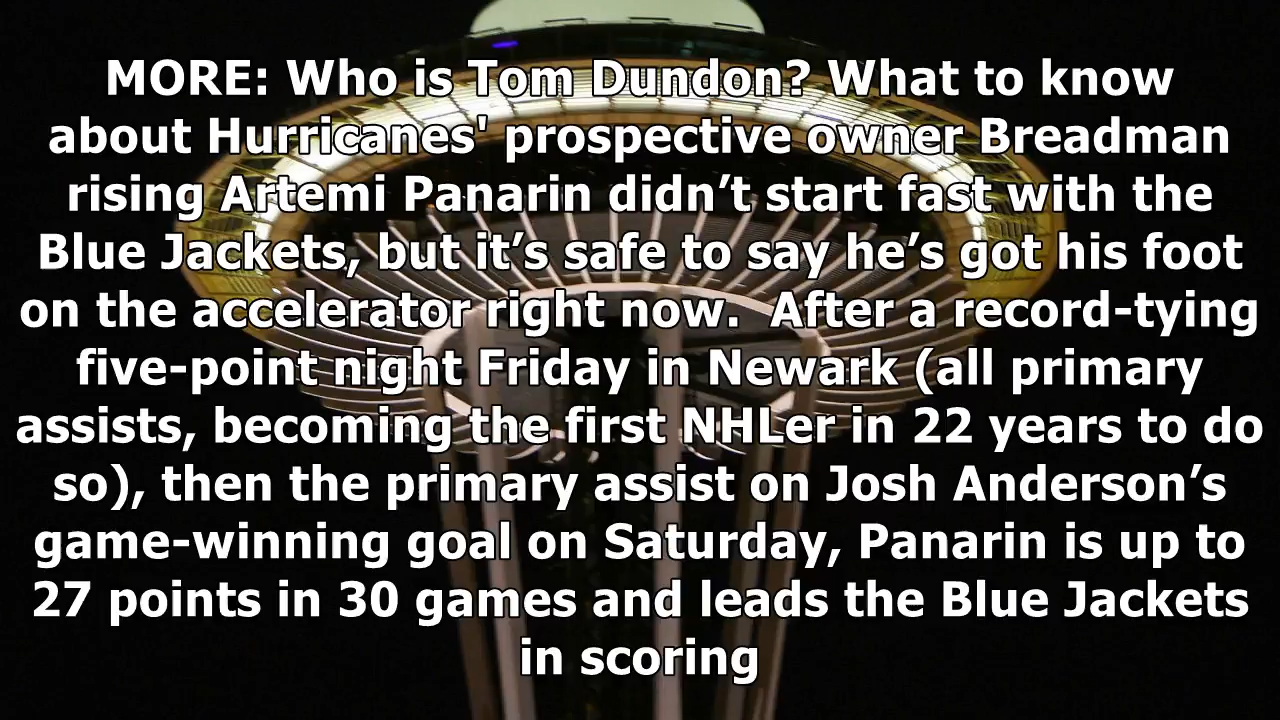 MORE: Who is Tom Dundon? What to know
about Hurricanes' prospective owner Breadman
rising Artemi Panarin didn’t start fast with the
Blue Jackets, but it’s safe to say he’s got his foot
on the accelerator right now.  After a record-tying
five-point night Friday in Newark (all primary
assists, becoming the first NHLer in 22 years to do
so), then the primary assist on Josh Anderson’s
game-winning goal on Saturday, Panarin is up to
27 points in 30 games and leads the Blue Jackets
in scoring